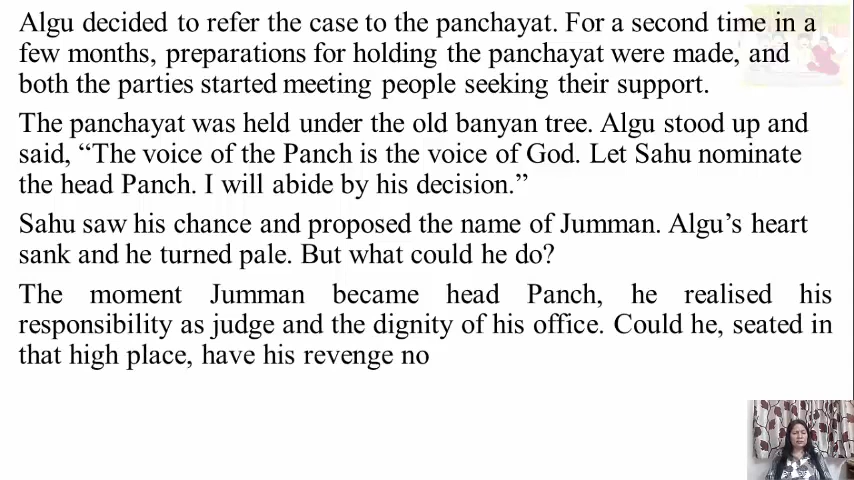 Algu decided to refer the case to the panchayat. For a second time in a
few months, preparations for holding the panchayat were made, and
both the parties started meeting people seeking their support.
The panchayat was held under the old banyan tree. Algu stood up and
said, “The voice of the Panch is the voice of God. Let Sahu nominate
the head Panch. I will abide by his decision.”
Sahu saw his chance and proposed the name of Jumman. Algu’s heart
sank and he turned pale. But what could he do?
The moment Jumman became head Panch, he realised his
responsibility as judge and the dignity of his office. Could he, seated in
that high place, have his revenge no